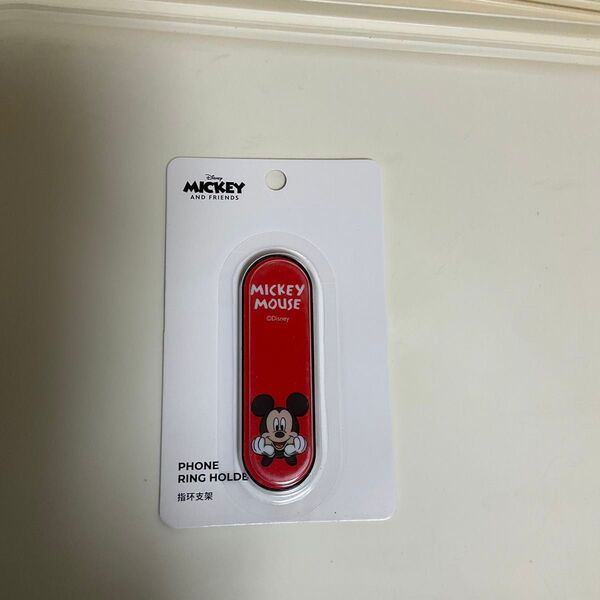 Disney
MICKEY
AND FRIENDS
MICKEY
MOUSE
©Disney
PHONE
RING HOLDE
指环支架